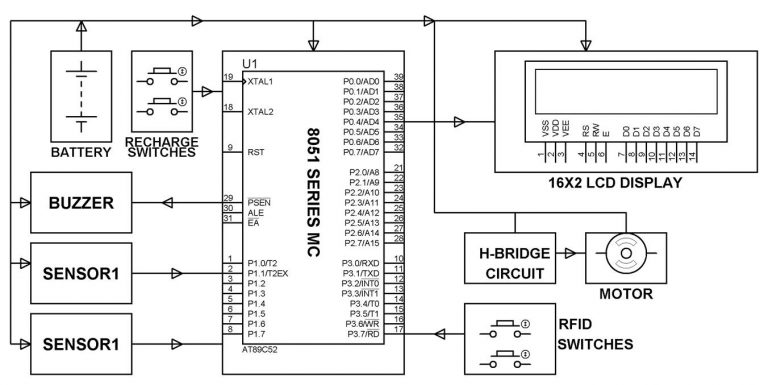 U1
19 XTAL1
18 XTAL2
9 RST
29 PSEN
30 ALE
31 EA
1 P1.0/T2
2 P1.1/T2EX
3 P1.2
4 P1.3
5 P1.4
6 P1.5
7 P1.6
8 P1.7
AT89C52
8051 SERIES MC
P0.0/AD0 39
P0.1/AD1 38
P0.2/AD2 37
P0.3/AD3 36
P0.4/AD4 35
P0.5/AD5 34
P0.6/AD6 33
P0.7/AD7 32
P2.0/A8 21
P2.1/A9 22
P2.2/A10 23
P2.3/A11 24
P2.4/A12 25
P2.5/A13 26
P2.6/A14 27
P2.7/A15 28
P3.0/RXD 10
P3.1/TXD 11
P3.2/INT0 12
P3.3/INT1 13
P3.4/T0 14
P3.5/T1 15
P3.6/WR 16
P3.7/RD 17
BATTERY
RECHARGE
SWITCHES
BUZZER
SENSOR1
SENSOR1
VSS VDD VEE RS RW E D0 D1 D2 D3 D4 D5 D6 D7
1 2 3 4 5 6 7 8 9 10 11 12 13 14
16X2 LCD DISPLAY
H-BRIDGE
CIRCUIT
MOTOR
RFID
SWITCHES